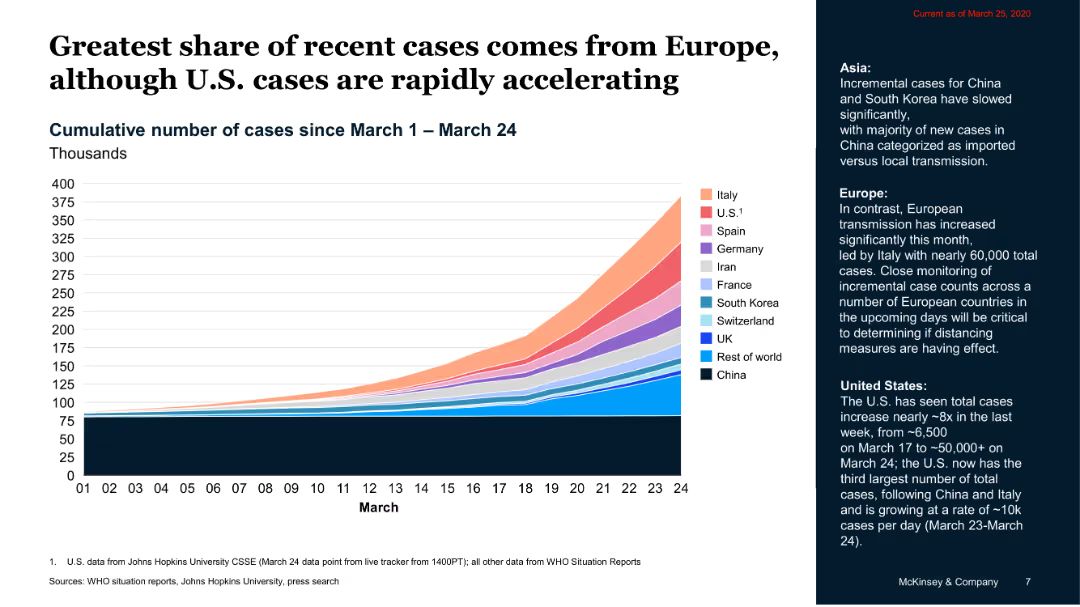 Current as of March 25, 2020
Greatest share of recent cases comes from Europe,
although U.S. cases are rapidly accelerating
Cumulative number of cases since March 1 – March 24
Thousands
400
375
350
325
300
275
250
225
200
175
150
125
100
75
50
25
0
01 02 03 04 05 06 07 08 09 10 11 12 13 14 15 16 17 18 19 20 21 22 23 24
March
Italy
U.S.¹
Spain
Germany
Iran
France
South Korea
Switzerland
UK
Rest of world
China
1. U.S. data from Johns Hopkins University CSSE (March 24 data point from live tracker from 1400PT); all other data from WHO Situation Reports
Sources: WHO situation reports, Johns Hopkins University, press search
Asia:
Incremental cases for China
and South Korea have slowed
significantly,
with majority of new cases in
China categorized as imported
versus local transmission.
Europe:
In contrast, European
transmission has increased
significantly this month,
led by Italy with nearly 60,000 total
cases. Close monitoring of
incremental case counts across a
number of European countries in
the upcoming days will be critical
to determining if distancing
measures are having effect.
United States:
The U.S. has seen total cases
increase nearly ~8x in the last
week, from ~6,500
on March 17 to ~50,000+ on
March 24; the U.S. now has the
third largest number of total
cases, following China and Italy
and is growing at a rate of ~10k
cases per day (March 23-March
24).
McKinsey & Company 7